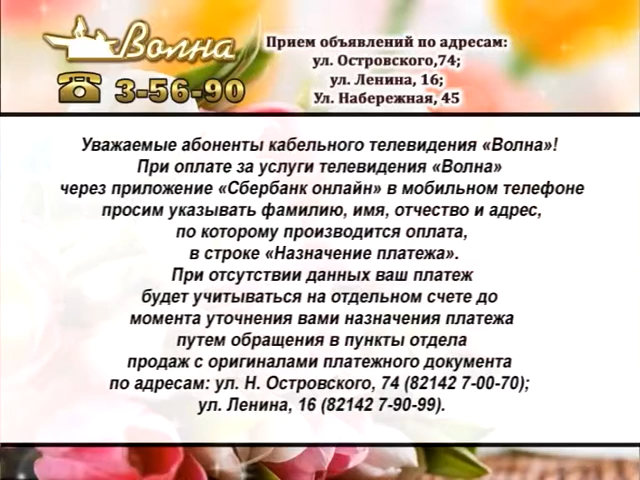 Волна
☎ 3-56-90
Прием объявлений по адресам:
ул. Островского,74;
ул. Ленина, 16;
Ул. Набережная, 45
Уважаемые абоненты кабельного телевидения «Волна»!
При оплате за услуги телевидения «Волна»
через приложение «Сбербанк онлайн» в мобильном телефоне
просим указывать фамилию, имя, отчество и адрес,
по которому производится оплата,
в строке «Назначение платежа».
При отсутствии данных ваш платеж
будет учитываться на отдельном счете до
момента уточнения вами назначения платежа
путем обращения в пункты отдела
продаж с оригиналами платежного документа
по адресам: ул. Н. Островского, 74 (82142 7-00-70);
ул. Ленина, 16 (82142 7-90-99).